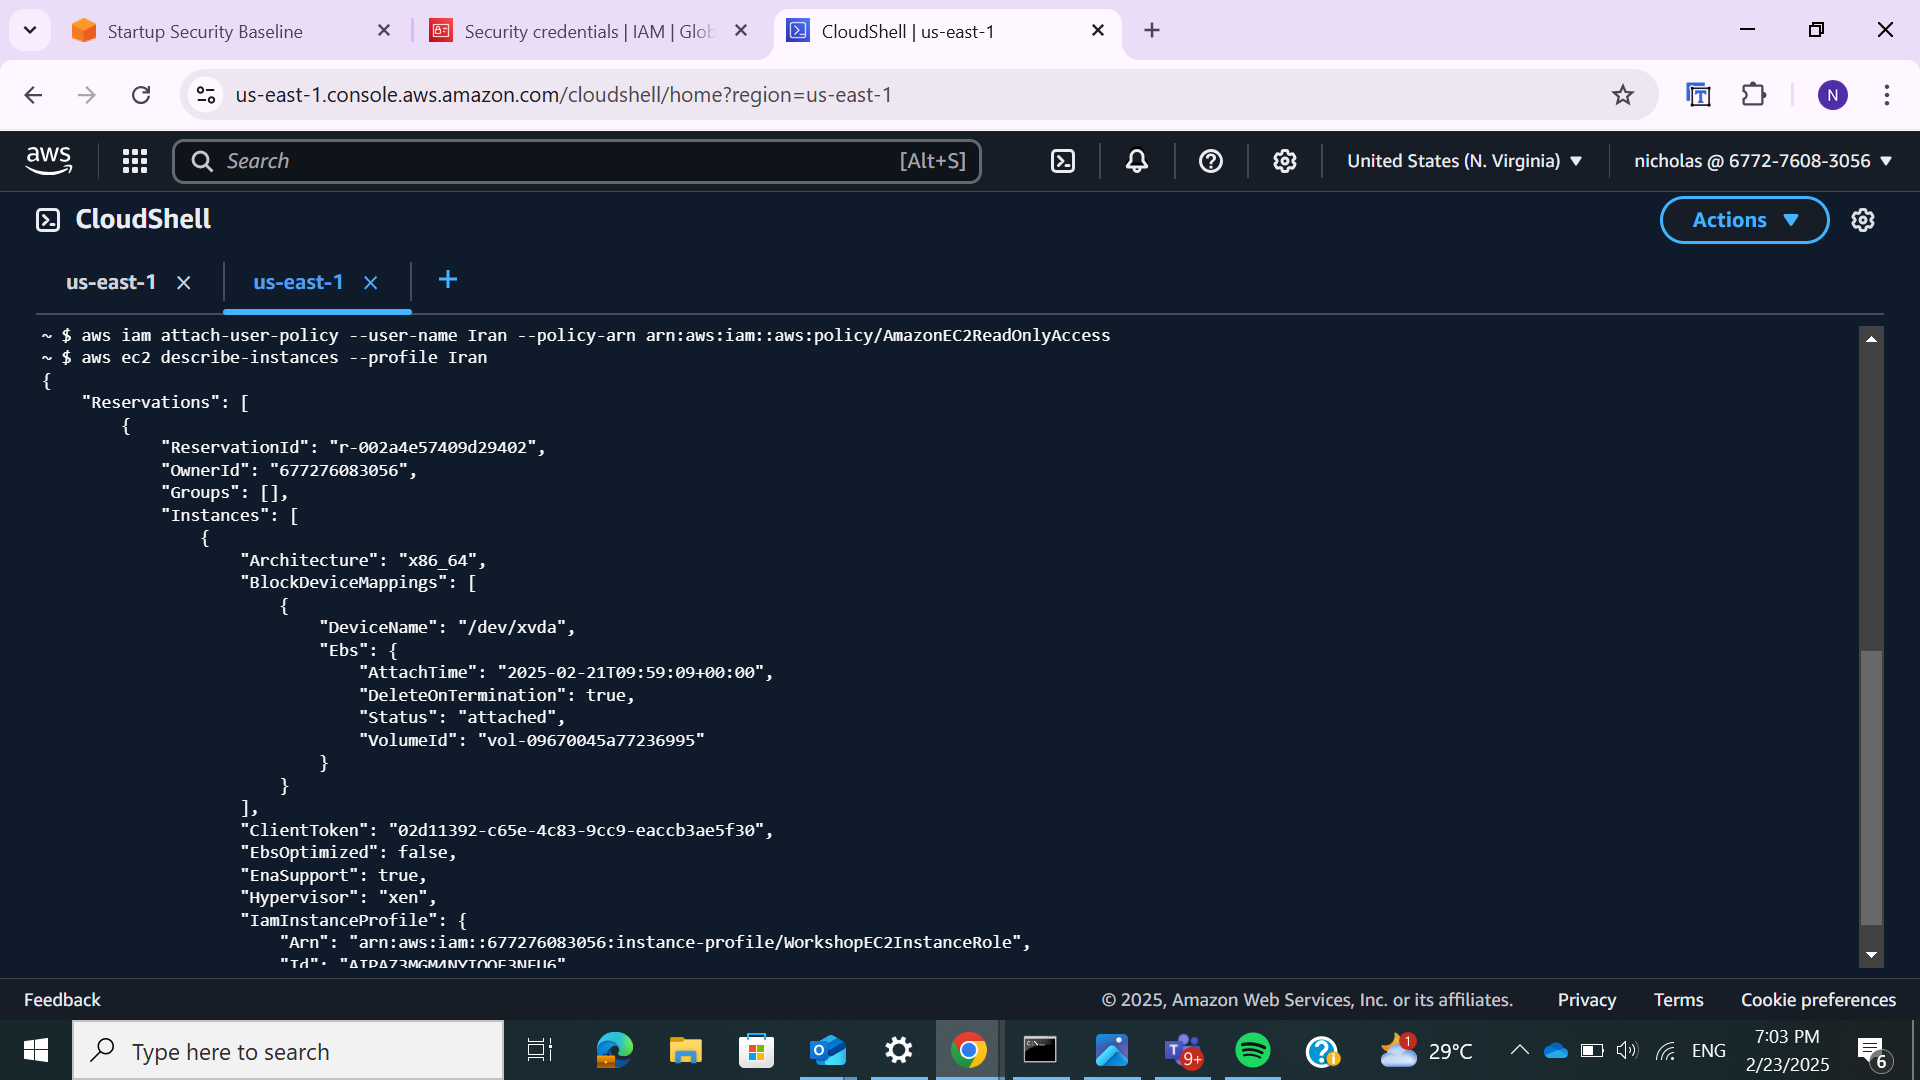 Startup Security Baseline
Security credentials | IAM | Glob
CloudShell | us-east-1
us-east-1.console.aws.amazon.com/cloudshell/home?region=us-east-1
N
aws
Search
[Alt+S]
United States (N. Virginia)
nicholas @ 6772-7608-3056
CloudShell
Actions
us-east-1
us-east-1
~ $ aws iam attach-user-policy --user-name Iran --policy-arn arn:aws:iam::aws:policy/AmazonEC2ReadOnlyAccess
~ $ aws ec2 describe-instances --profile Iran
{
"Reservations": [
{
"ReservationId": "r-002a4e57409d29402",
"OwnerId": "677276083056",
"Groups": [],
"Instances": [
{
"Architecture": "x86_64",
"BlockDeviceMappings": [
{
"DeviceName": "/dev/xvda",
"Ebs": {
"AttachTime": "2025-02-21T09:59:09+00:00",
"DeleteOnTermination": true,
"Status": "attached",
"VolumeId": "vol-09670045a77236995"
}
}
],
"ClientToken": "02d11392-c65e-4c83-9cc9-eaccb3ae5f30",
"EbsOptimized": false,
"EnaSupport": true,
"Hypervisor": "xen",
"IamInstanceProfile": {
"Arn": "arn:aws:iam::677276083056:instance-profile/WorkshopEC2InstanceRole",
"Id":
Feedback
© 2025, Amazon Web Services, Inc. or its affiliates.
Privacy
Terms
Cookie preferences
Type here to search
9+
1
29°C
ENG
7:03 PM
2/23/2025
6